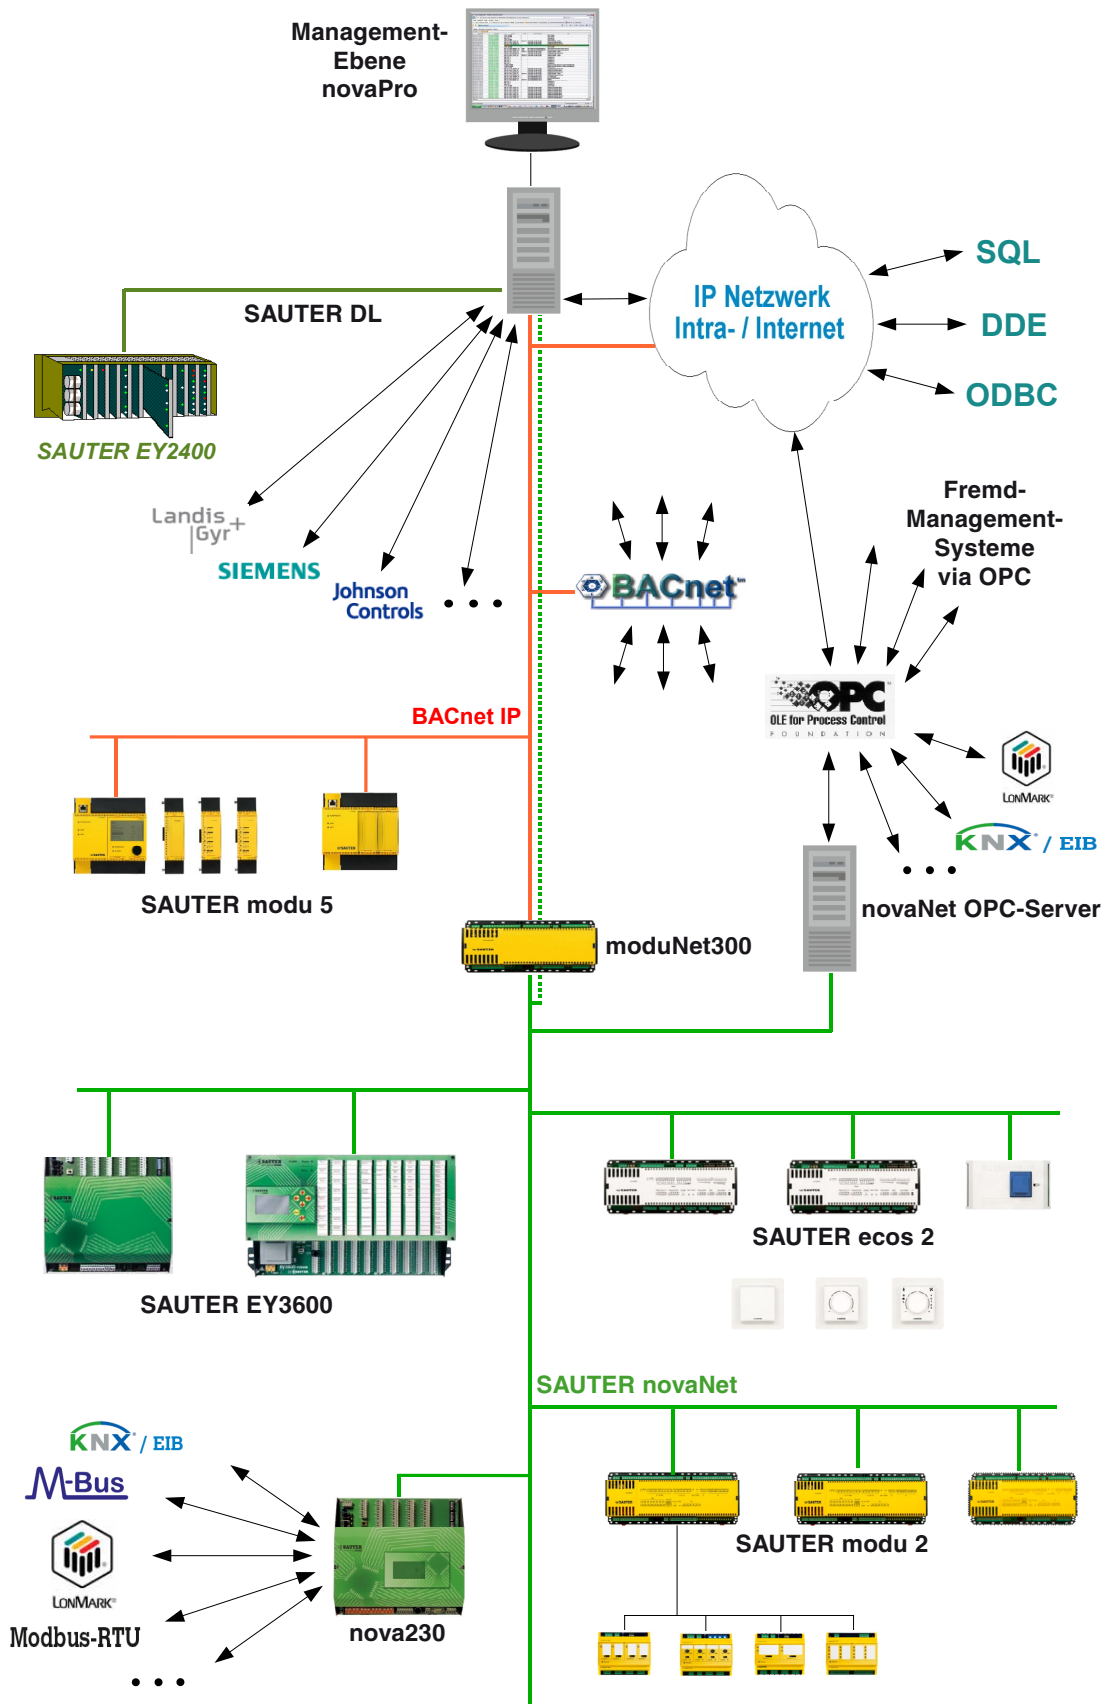 Management-
Ebene
novaPro
SAUTER DL
IP Netzwerk
Intra- / Internet
SQL
DDE
ODBC
SAUTER EY2400
Landis
Gyr+
SIEMENS
Johnson
Controls
• • •
BACnet™
Fremd-
Management-
Systeme
via OPC
OPC
OLE for Process Control
FOUNDATION
BACnet IP
LONMARK®
KNX® / EIB
• • •
SAUTER modu 5
novaNet OPC-Server
moduNet300
SAUTER ecos 2
SAUTER EY3600
SAUTER novaNet
KNX® / EIB
M-Bus
LONMARK®
Modbus-RTU
• • •
nova230
SAUTER modu 2